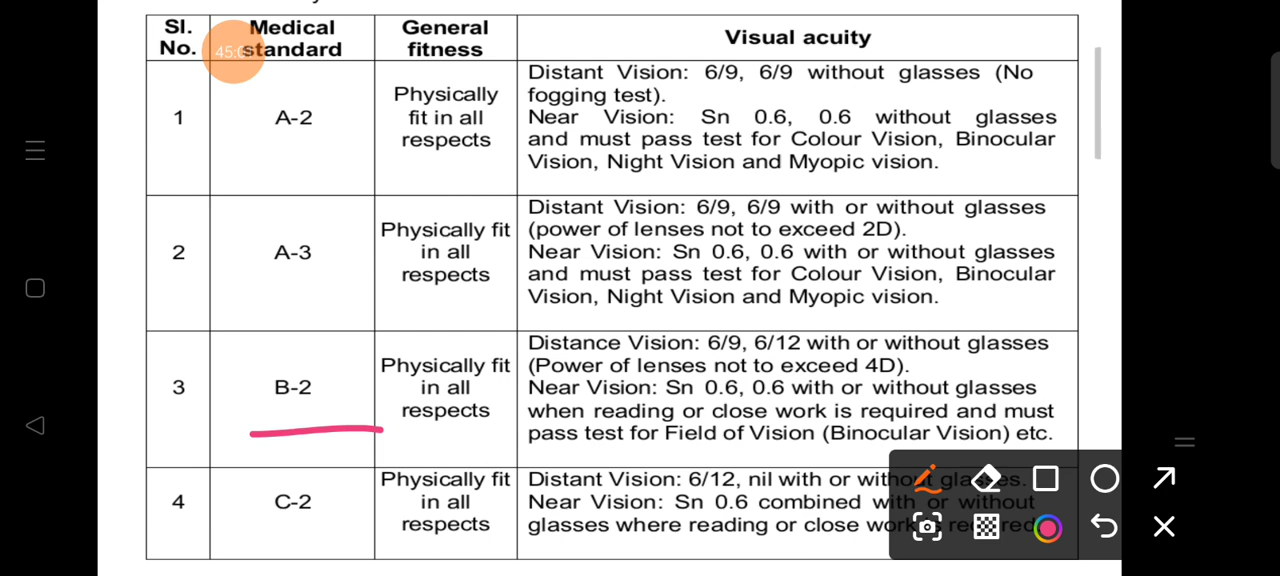 Sl. No.
Medical standard
General fitness
Visual acuity
1
A-2
Physically
fit in all
respects
Distant Vision: 6/9, 6/9 without glasses (No
fogging test).
Near Vision: Sn 0.6, 0.6 without glasses
and must pass test for Colour Vision, Binocular
Vision, Night Vision and Myopic vision.
2
A-3
Physically fit
in all
respects
Distant Vision: 6/9, 6/9 with or without glasses
(power of lenses not to exceed 2D).
Near Vision: Sn 0.6, 0.6 with or without glasses
and must pass test for Colour Vision, Binocular
Vision, Night Vision and Myopic vision.
3
B-2
Physically fit
in all
respects
Distance Vision: 6/9, 6/12 with or without glasses
(Power of lenses not to exceed 4D).
Near Vision: Sn 0.6, 0.6 with or without glasses
when reading or close work is required and must
pass test for Field of Vision (Binocular Vision) etc.
4
C-2
Physically fit
in all
respects
Distant Vision: 6/12, nil with or without glasses.
Near Vision: Sn 0.6 combined with or without
glasses where reading or close work is required.